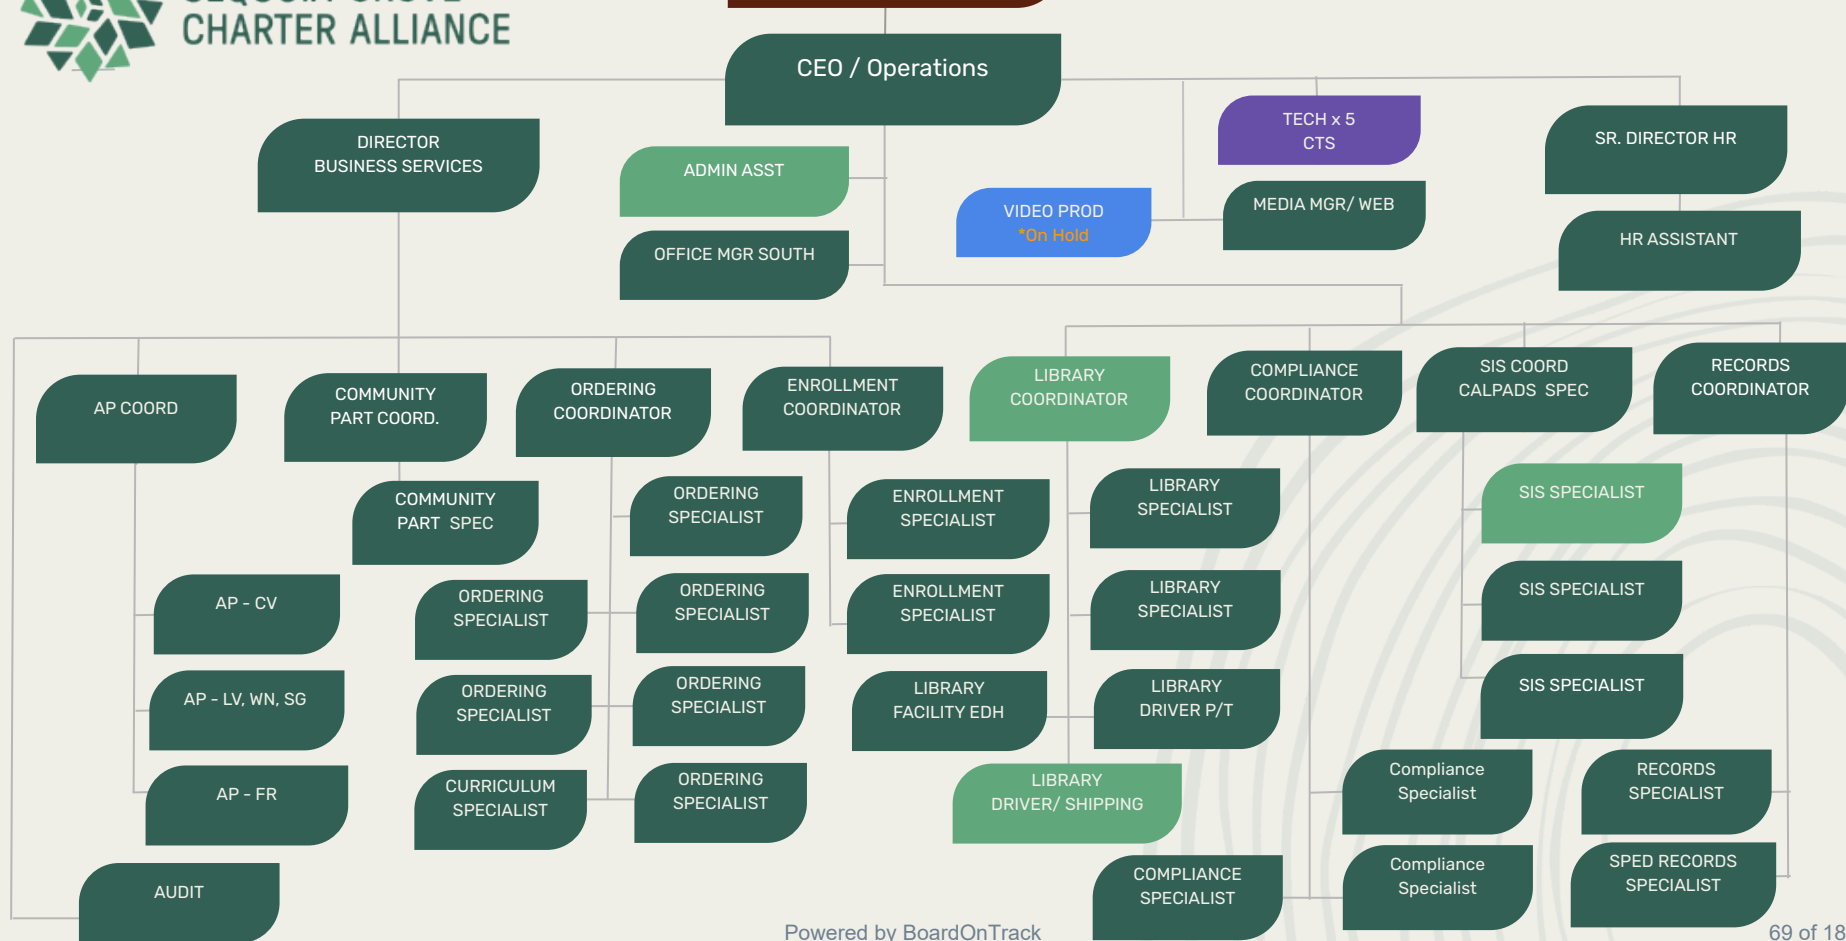 CHARTER ALLIANCE
CEO / Operations
DIRECTOR
BUSINESS SERVICES
ADMIN ASST
OFFICE MGR SOUTH
TECH x 5
CTS
SR. DIRECTOR HR
VIDEO PROD
*On Hold
MEDIA MGR/ WEB
HR ASSISTANT
AP COORD
COMMUNITY
PART COORD.
ORDERING
COORDINATOR
ENROLLMENT
COORDINATOR
LIBRARY
COORDINATOR
COMPLIANCE
COORDINATOR
SIS COORD
CALPADS SPEC
RECORDS
COORDINATOR
COMMUNITY
PART SPEC
ORDERING
SPECIALIST
ENROLLMENT
SPECIALIST
LIBRARY
SPECIALIST
SIS SPECIALIST
AP - CV
ORDERING
SPECIALIST
ORDERING
SPECIALIST
ENROLLMENT
SPECIALIST
LIBRARY
SPECIALIST
SIS SPECIALIST
AP - LV, WN, SG
ORDERING
SPECIALIST
ORDERING
SPECIALIST
LIBRARY
FACILITY EDH
LIBRARY
DRIVER P/T
SIS SPECIALIST
AP - FR
CURRICULUM
SPECIALIST
ORDERING
SPECIALIST
LIBRARY
DRIVER/ SHIPPING
Compliance
Specialist
RECORDS
SPECIALIST
AUDIT
COMPLIANCE
SPECIALIST
Compliance
Specialist
SPED RECORDS
SPECIALIST
Powered by BoardOnTrack
69 of 18